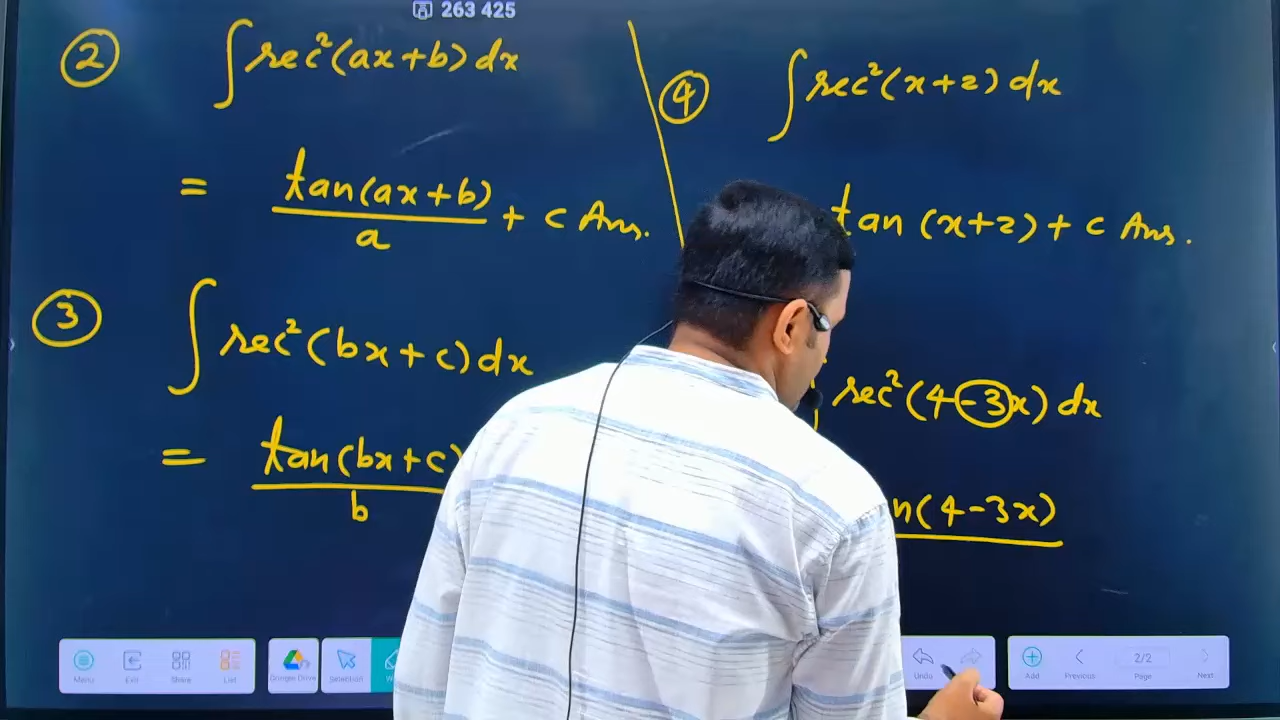 263 425
② ∫sec²(ax+b)dx
= tan(ax+b)/a + c Ans.
③ ∫sec²(bx+c)dx
= tan(bx+c)/b
④ ∫sec²(x+2)dx
tan(x+2)+c Ans.
sec²(4-3x)dx
n(4-3x)
Menu
Exit
Share
List
Google Drive
Selection
Undo
Add
Previous
2/2
Page
Next